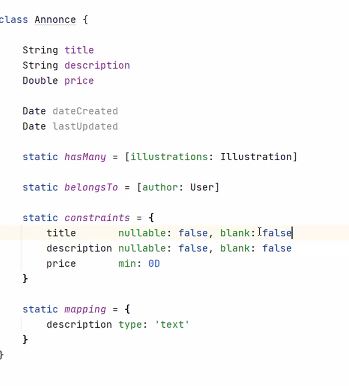 class Annonce {
String title
String description
Double price
Date dateCreated
Date lastUpdated
static hasMany = [illustrations: Illustration]
static belongsTo = [author: User]
static constraints = {
title nullable: false, blank: false
description nullable: false, blank: false
price min: 0D
}
static mapping = {
description type: 'text'
}
}